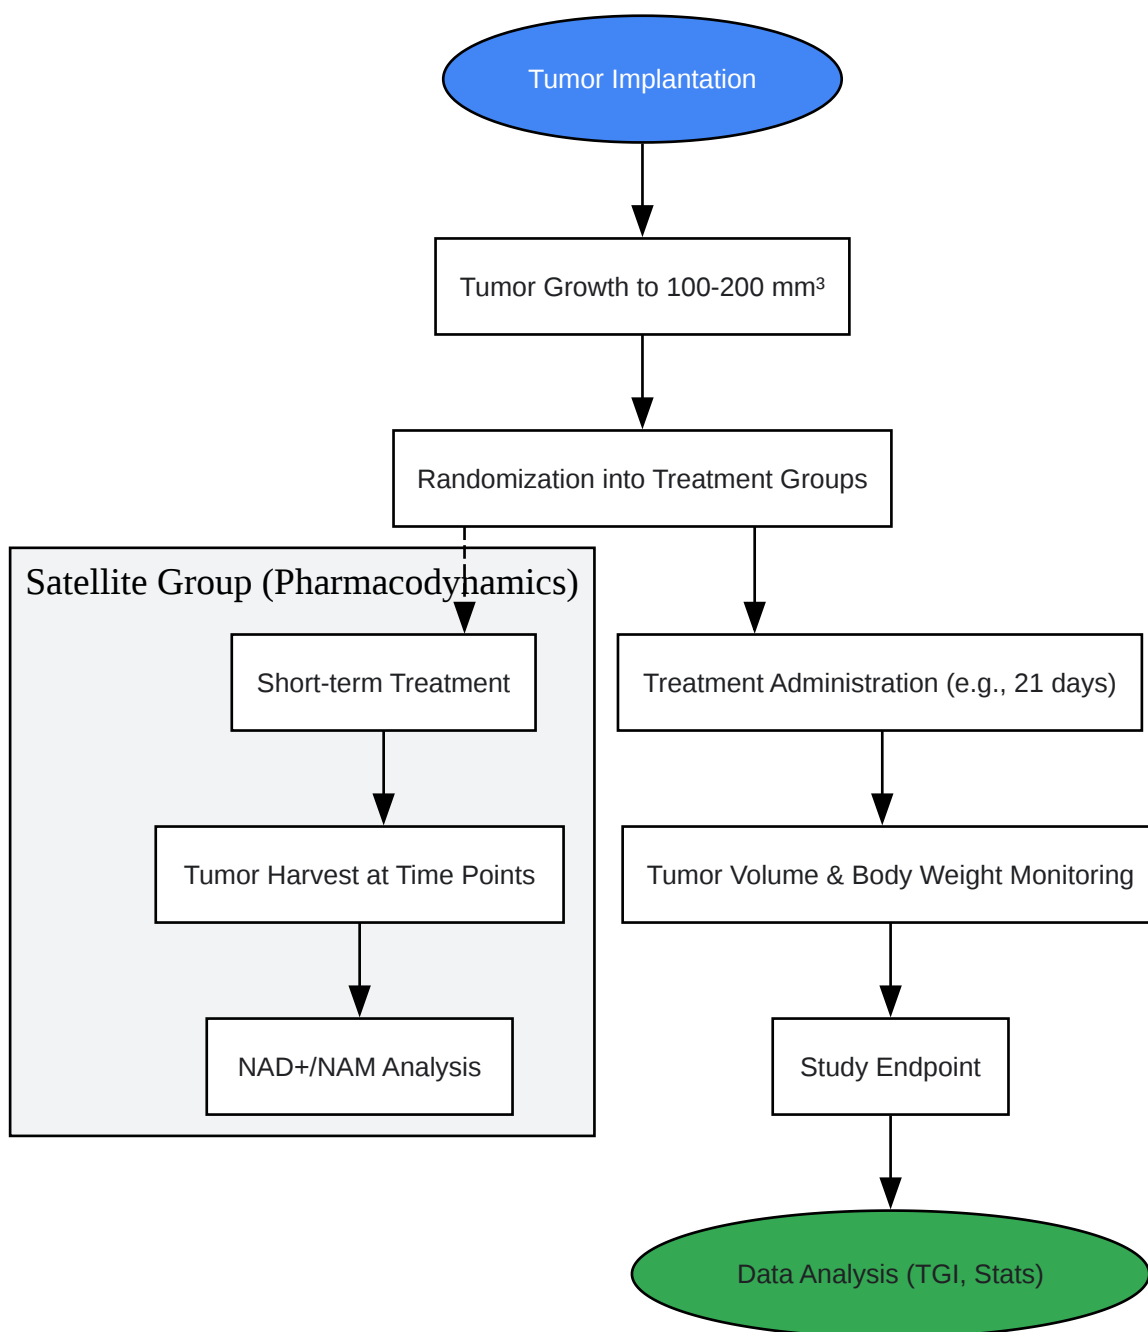 Tumor Implantation
Tumor Growth to 100-200 mm³
Randomization into Treatment Groups
Satellite Group (Pharmacodynamics)
Short-term Treatment
Treatment Administration (e.g., 21 days)
Tumor Harvest at Time Points
Tumor Volume & Body Weight Monitoring
NAD+/NAM Analysis
Study Endpoint
Data Analysis (TGI, Stats)